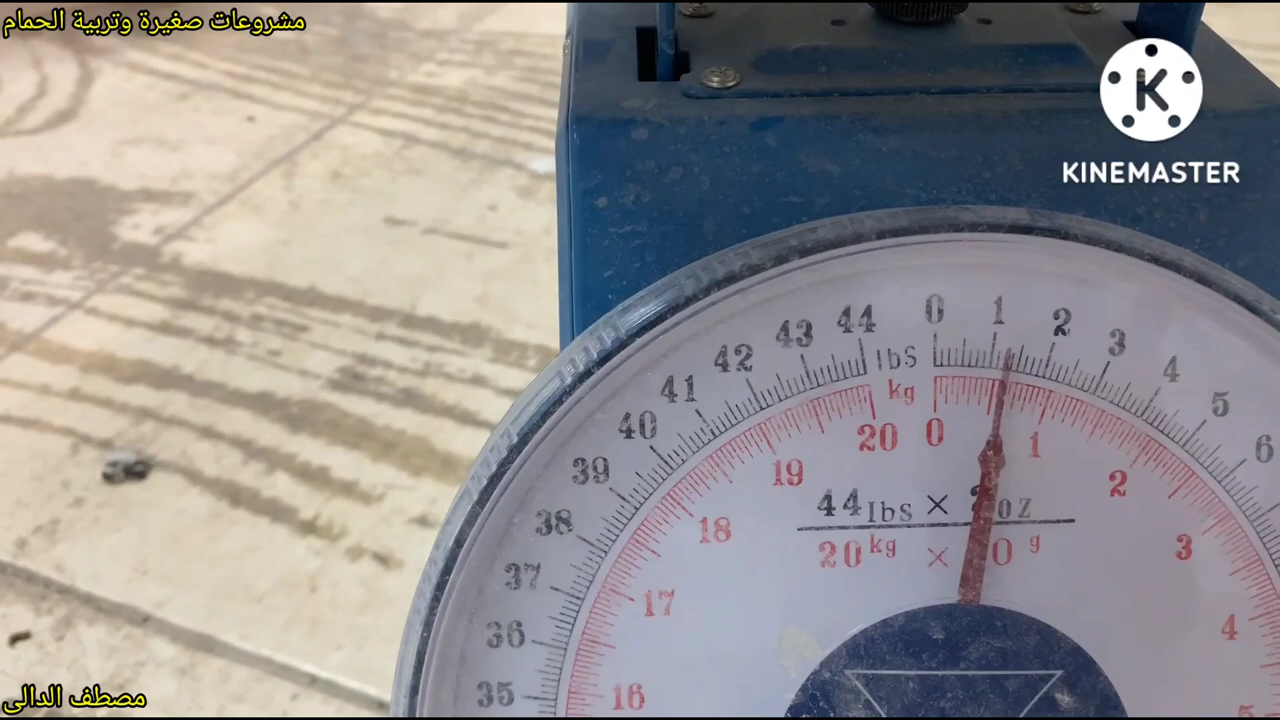 مشروعات صغيرة وتربية الحمام
K
KINEMASTER
0 1 2 3 4 5 6
35 36 37 38 39 40 41 42 43 44
lbs
kg
0 1 2 3 4
16 17 18 19 20
44 lbs × oz
20 kg × 0 g
مصطف الدالى